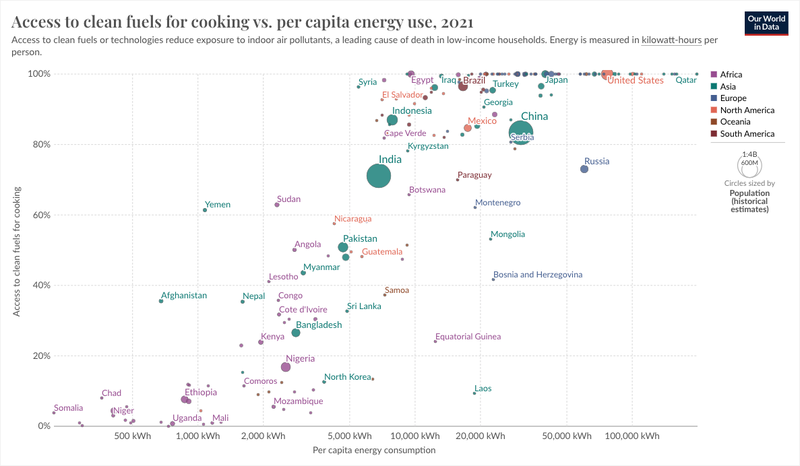 Access to clean fuels for cooking vs. per capita energy use, 2021
Our World
in Data
Access to clean fuels or technologies reduce exposure to indoor air pollutants, a leading cause of death in low-income households. Energy is measured in kilowatt-hours per
person.
100%
Syria
Egypt
Iraq
Brazil
Turkey
Japan
United States
Qatar
El Salvador
Georgia
Indonesia
Mexico
China
Cape Verde
Serbia
80%
Kyrgyzstan
India
Russia
Paraguay
Botswana
Yemen
Sudan
Montenegro
60%
Nicaragua
Mongolia
Angola
Pakistan
Guatemala
Myanmar
Lesotho
Bosnia and Herzegovina
40%
Afghanistan
Nepal
Congo
Samoa
Cote d'Ivoire
Sri Lanka
Bangladesh
Kenya
Equatorial Guinea
20%
Nigeria
Comoros
North Korea
Laos
Chad
Ethiopia
Mozambique
Somalia
Niger
Uganda
Mali
0%
500 kWh
1,000 kWh
2,000 kWh
5,000 kWh
10,000 kWh
20,000 kWh
50,000 kWh
100,000 kWh
Per capita energy consumption
Access to clean fuels for cooking
Africa
Asia
Europe
North America
Oceania
South America
1:4B
600M
Circles sized by
Population
(historical
estimates)